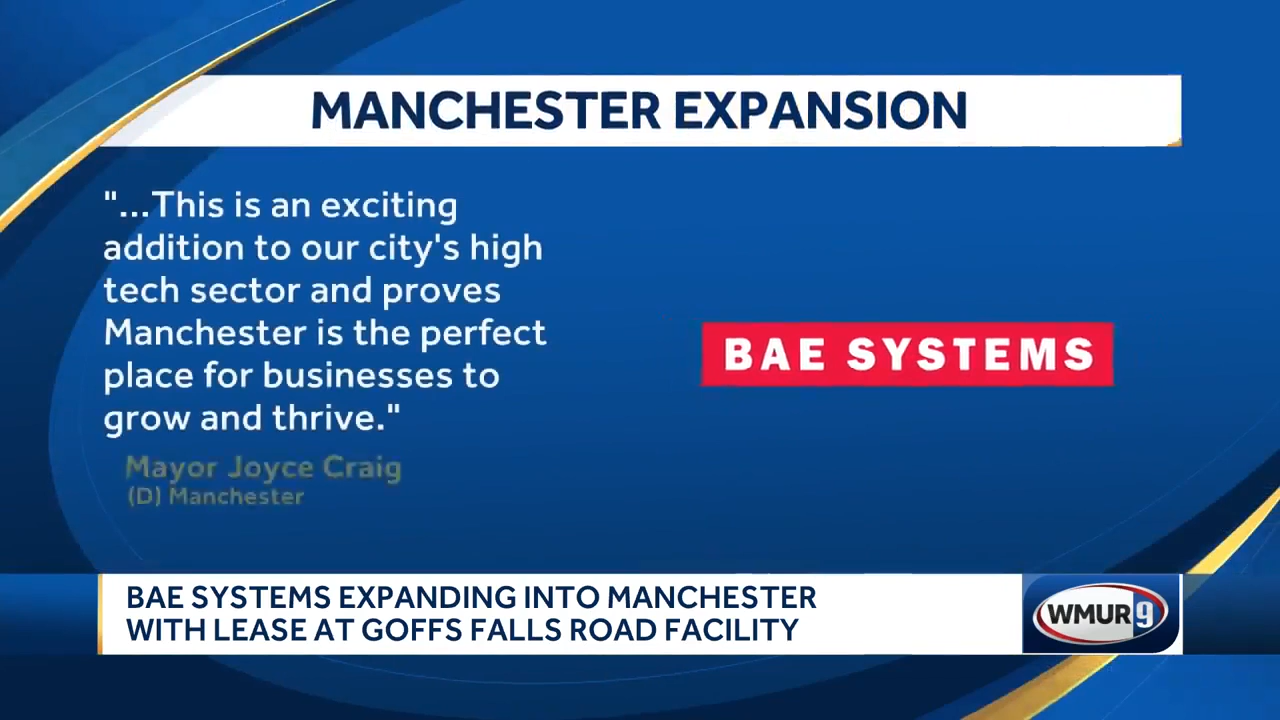 MANCHESTER EXPANSION
"...This is an exciting
addition to our city's high
tech sector and proves
Manchester is the perfect
place for businesses to
grow and thrive."
Mayor Joyce Craig
(D) Manchester
BAE SYSTEMS
BAE SYSTEMS EXPANDING INTO MANCHESTER
WITH LEASE AT GOFFS FALLS ROAD FACILITY
WMUR 9